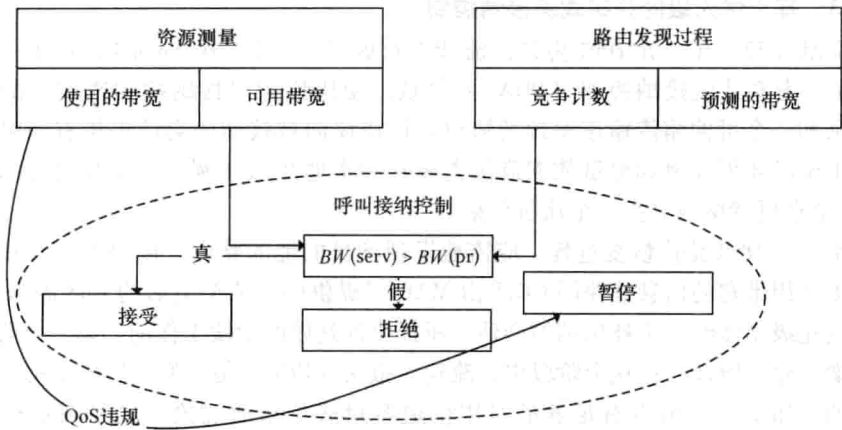 资源测量
路由发现过程
使用的带宽
可用带宽
竞争计数
预测的带宽
呼叫接纳控制
真
BW(serv) > BW(pr)
假
接受
拒绝
暂停
QoS违规